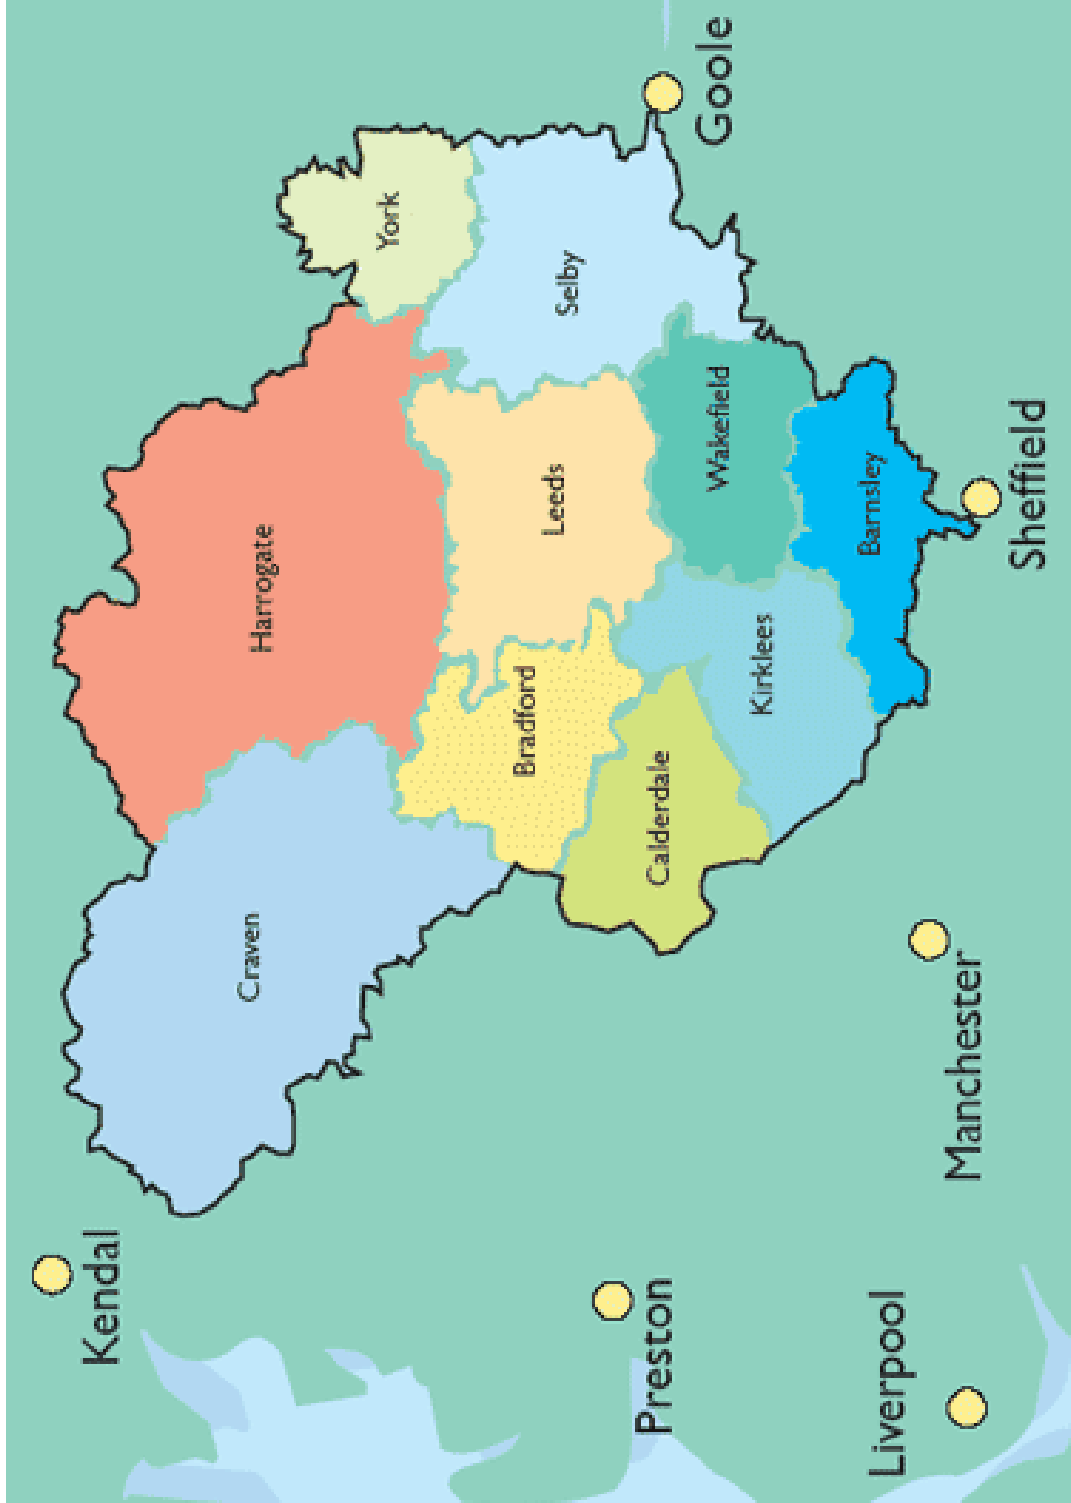 Kendal
Craven
Harrogate
York
Bradford
Leeds
Selby
Preston
Calderdale
Kirklees
Wakefield
Goole
Barnsley
Liverpool
Manchester
Sheffield